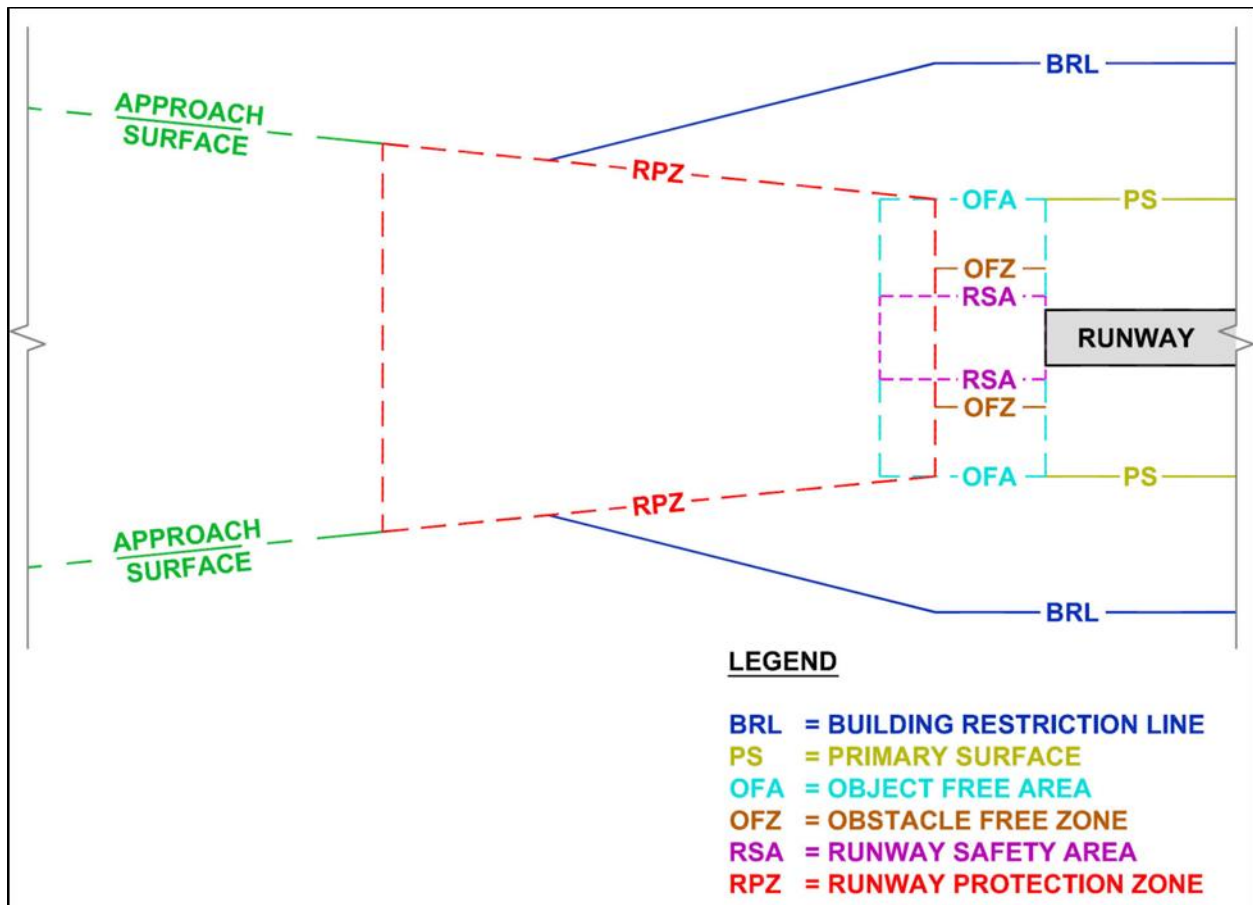 BRL
APPROACH
SURFACE
RPZ
OFA
PS
OFZ
RSA
RUNWAY
RSA
OFZ
OFA
PS
RPZ
APPROACH
SURFACE
BRL
LEGEND
BRL = BUILDING RESTRICTION LINE
PS = PRIMARY SURFACE
OFA = OBJECT FREE AREA
OFZ = OBSTACLE FREE ZONE
RSA = RUNWAY SAFETY AREA
RPZ = RUNWAY PROTECTION ZONE